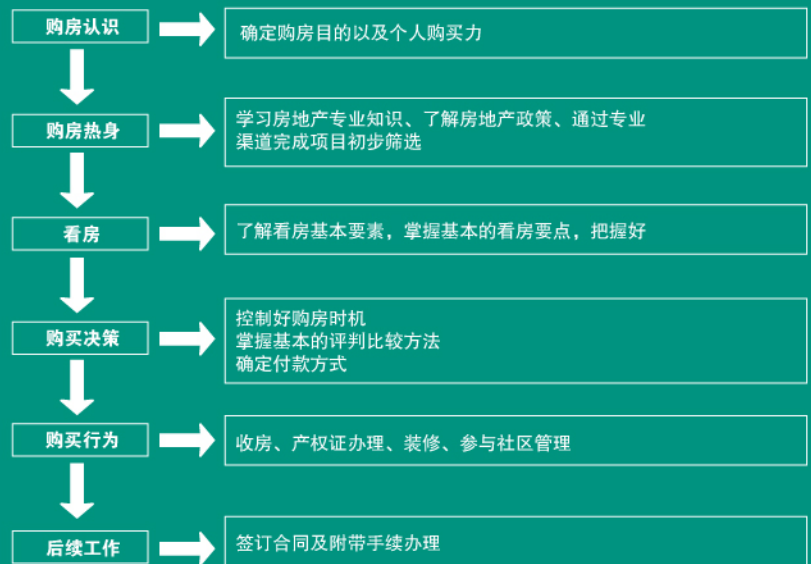 购房认识
确定购房目的以及个人购买力
购房热身
学习房地产专业知识、了解房地产政策、通过专业
渠道完成项目初步筛选
看房
了解看房基本要素，掌握基本的看房要点，把握好
购买决策
控制好购房时机
掌握基本的评判比较方法
确定付款方式
购买行为
收房、产权证办理、装修、参与社区管理
后续工作
签订合同及附带手续办理